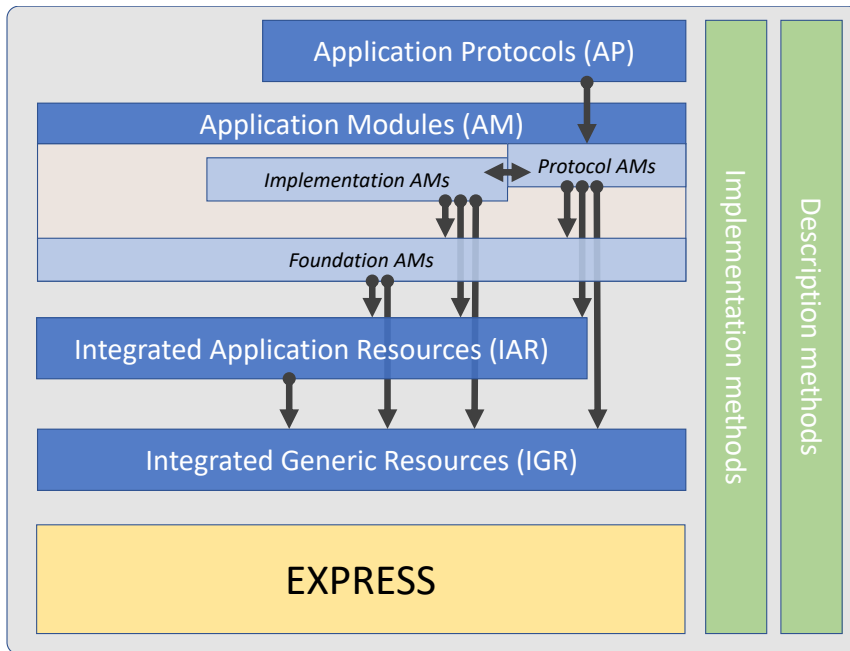 Application Protocols (AP)
Application Modules (AM)
Implementation AMs
Protocol AMs
Foundation AMs
Integrated Application Resources (IAR)
Integrated Generic Resources (IGR)
EXPRESS
Implementation methods
Description methods